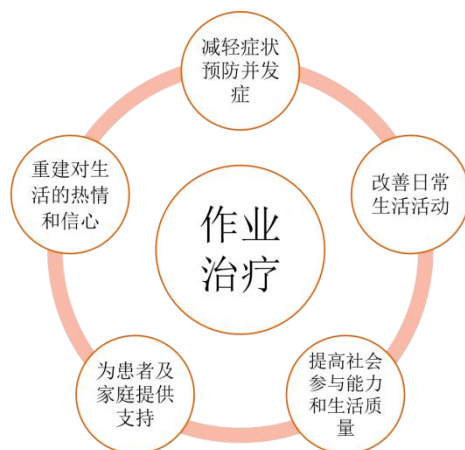 减轻症状
预防并发
症
重建对生
活的热情
和信心
改善日常
生活活动
作业
治疗
为患者及
家庭提供
支持
提高社会
参与能力
和生活质
量